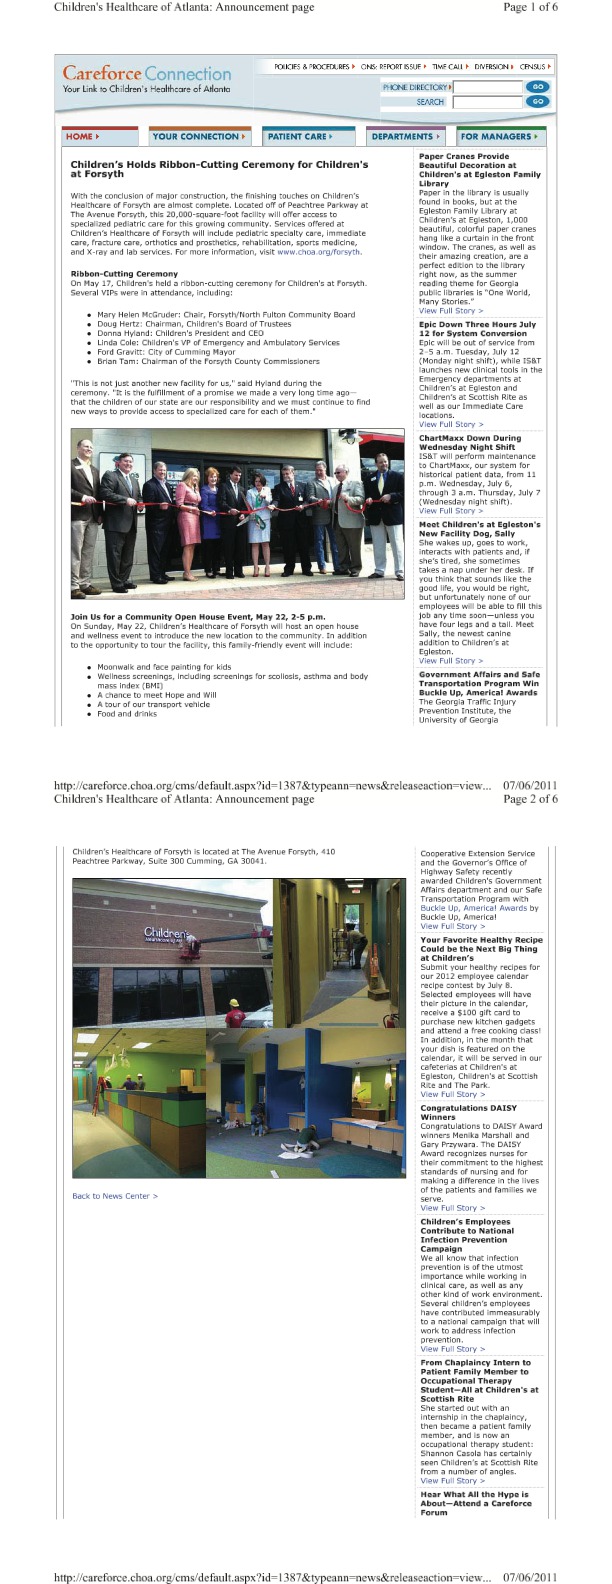 Children's Healthcare of Atlanta: Announcement page
Page 1 of 6
Careforce Connection
Your Link to Children's Healthcare of Atlanta
POLICIES & PROCEDURES
ONS: REPORT ISSUE
TIME CALL
DIVERSION
CENSUS
PHONE DIRECTORY
GO
SEARCH
GO
HOME
YOUR CONNECTION
PATIENT CARE
DEPARTMENTS
FOR MANAGERS
Children's Holds Ribbon-Cutting Ceremony for Children's
at Forsyth
With the conclusion of major construction, the finishing touches on Children's
Healthcare of Forsyth are almost complete. Located off of Peachtree Parkway at
The Avenue Forsyth, this 20,000-square-foot facility will offer access to
specialized pediatric care for this growing community. Services offered at
Children's Healthcare of Forsyth will include pediatric specialty care, immediate
care, fracture care, orthotics and prosthetics, rehabilitation, sports medicine,
and X-ray and lab services. For more information, visit www.choa.org/forsyth.
Ribbon-Cutting Ceremony
On May 17, Children's held a ribbon-cutting ceremony for Children's at Forsyth.
Several VIPs were in attendance, including:
● Mary Helen McGruder: Chair, Forsyth/North Fulton Community Board
● Doug Hertz: Chairman, Children's Board of Trustees
● Donna Hyland: Children's President and CEO
● Linda Cole: Children's VP of Emergency and Ambulatory Services
● Ford Gravitt: City of Cumming Mayor
● Brian Tam: Chairman of the Forsyth County Commissioners
"This is not just another new facility for us," said Hyland during the
ceremony. "It is the fulfillment of a promise we made a very long time ago—
that the children of our state are our responsibility and we must continue to find
new ways to provide access to specialized care for each of them."
Join Us for a Community Open House Event, May 22, 2-5 p.m.
On Sunday, May 22, Children's Healthcare of Forsyth will host an open house
and wellness event to introduce the new location to the community. In addition
to the opportunity to tour the facility, this family-friendly event will include:
● Moonwalk and face painting for kids
● Wellness screenings, including screenings for scoliosis, asthma and body
mass index (BMI)
● A chance to meet Hope and Will
● A tour of our transport vehicle
● Food and drinks
Paper Cranes Provide
Beautiful Decoration at
Children's at Egleston Family
Library
Paper in the library is usually
found in books, but at the
Egleston Family Library at
Children's at Egleston, 1,000
beautiful, colorful paper cranes
hang like a curtain in the front
window. The cranes, as well as
their amazing creation, are a
perfect edition to the library
right now, as the summer
reading theme for Georgia
public libraries is "One World,
Many Stories."
View Full Story >
Epic Down Three Hours July
12 for System Conversion
Epic will be out of service from
2–5 a.m. Tuesday, July 12
(Monday night shift), while IS&T
launches new clinical tools in the
Emergency departments at
Children's at Egleston and
Children's at Scottish Rite as
well as our Immediate Care
locations.
View Full Story >
ChartMaxx Down During
Wednesday Night Shift
IS&T will perform maintenance
to ChartMaxx, our system for
historical patient data, from 11
p.m. Wednesday, July 6,
through 3 a.m. Thursday, July 7
(Wednesday night shift).
View Full Story >
Meet Children's at Egleston's
New Facility Dog, Sally
She wakes up, goes to work,
interacts with patients and, if
she's tired, she sometimes
takes a nap under her desk. If
you think that sounds like the
good life, you would be right,
but unfortunately none of our
employees will be able to fill this
job any time soon—unless you
have four legs and a tail. Meet
Sally, the newest canine
addition to Children's at
Egleston.
View Full Story >
Government Affairs and Safe
Transportation Program Win
Buckle Up, America! Awards
The Georgia Traffic Injury
Prevention Institute, the
University of Georgia
http://careforce.choa.org/cms/default.aspx?id=1387&typeann=news&releaseaction=view...
07/06/2011
Children's Healthcare of Atlanta: Announcement page
Page 2 of 6
Children's Healthcare of Forsyth is located at The Avenue Forsyth, 410
Peachtree Parkway, Suite 300 Cumming, GA 30041.
Children's
Back to News Center >
Cooperative Extension Service
and the Governor's Office of
Highway Safety recently
awarded Children's Government
Affairs department and our Safe
Transportation Program with
Buckle Up, America! Awards by
Buckle Up, America!
View Full Story >
Your Favorite Healthy Recipe
Could be the Next Big Thing
at Children's
Submit your healthy recipes for
our 2012 employee calendar
recipe contest by July 8.
Selected employees will have
their picture in the calendar,
receive a $100 gift card to
purchase new kitchen gadgets
and attend a free cooking class!
In addition, in the month that
your dish is featured on the
calendar, it will be served in our
cafeterias at Children's at
Egleston, Children's at Scottish
Rite and The Park.
View Full Story >
Congratulations DAISY
Winners
Congratulations to DAISY Award
winners Menika Marshall and
Gary Przywara. The DAISY
Award recognizes nurses for
their commitment to the highest
standards of nursing and for
making a difference in the lives
of the patients and families we
serve.
View Full Story >
Children's Employees
Contribute to National
Infection Prevention
Campaign
We all know that infection
prevention is of the utmost
importance while working in
clinical care, as well as any
other kind of work environment.
Several children's employees
have contributed immeasurably
to a national campaign that will
work to address infection
prevention.
View Full Story >
From Chaplaincy Intern to
Patient Family Member to
Occupational Therapy
Student—All at Children's at
Scottish Rite
She started out with an
internship in the chaplaincy,
then became a patient family
member, and is now an
occupational therapy student:
Shannon Casola has certainly
seen Children's at Scottish Rite
from a number of angles.
View Full Story >
Hear What All the Hype is
About—Attend a Careforce
Forum
http://careforce.choa.org/cms/default.aspx?id=1387&typeann=news&releaseaction=view...
07/06/2011